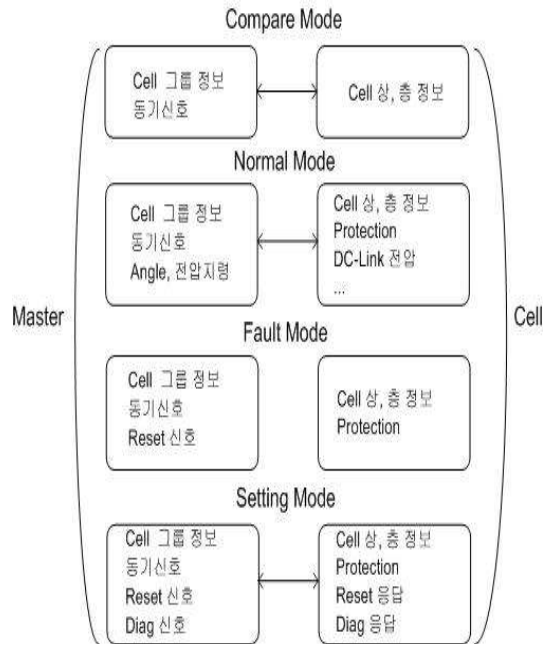 Compare Mode
Cell 그룹 정보
동기신호
Cell 상, 층 정보
Normal Mode
Cell 그룹 정보
동기신호
Angle, 전압지령
Cell 상, 층 정보
Protection
DC-Link 전압
...
Master
Cell
Fault Mode
Cell 그룹 정보
동기신호
Reset 신호
Cell 상, 층 정보
Protection
Setting Mode
Cell 그룹 정보
동기신호
Reset 신호
Diag 신호
Cell 상, 층 정보
Protection
Reset 응답
Diag 응답